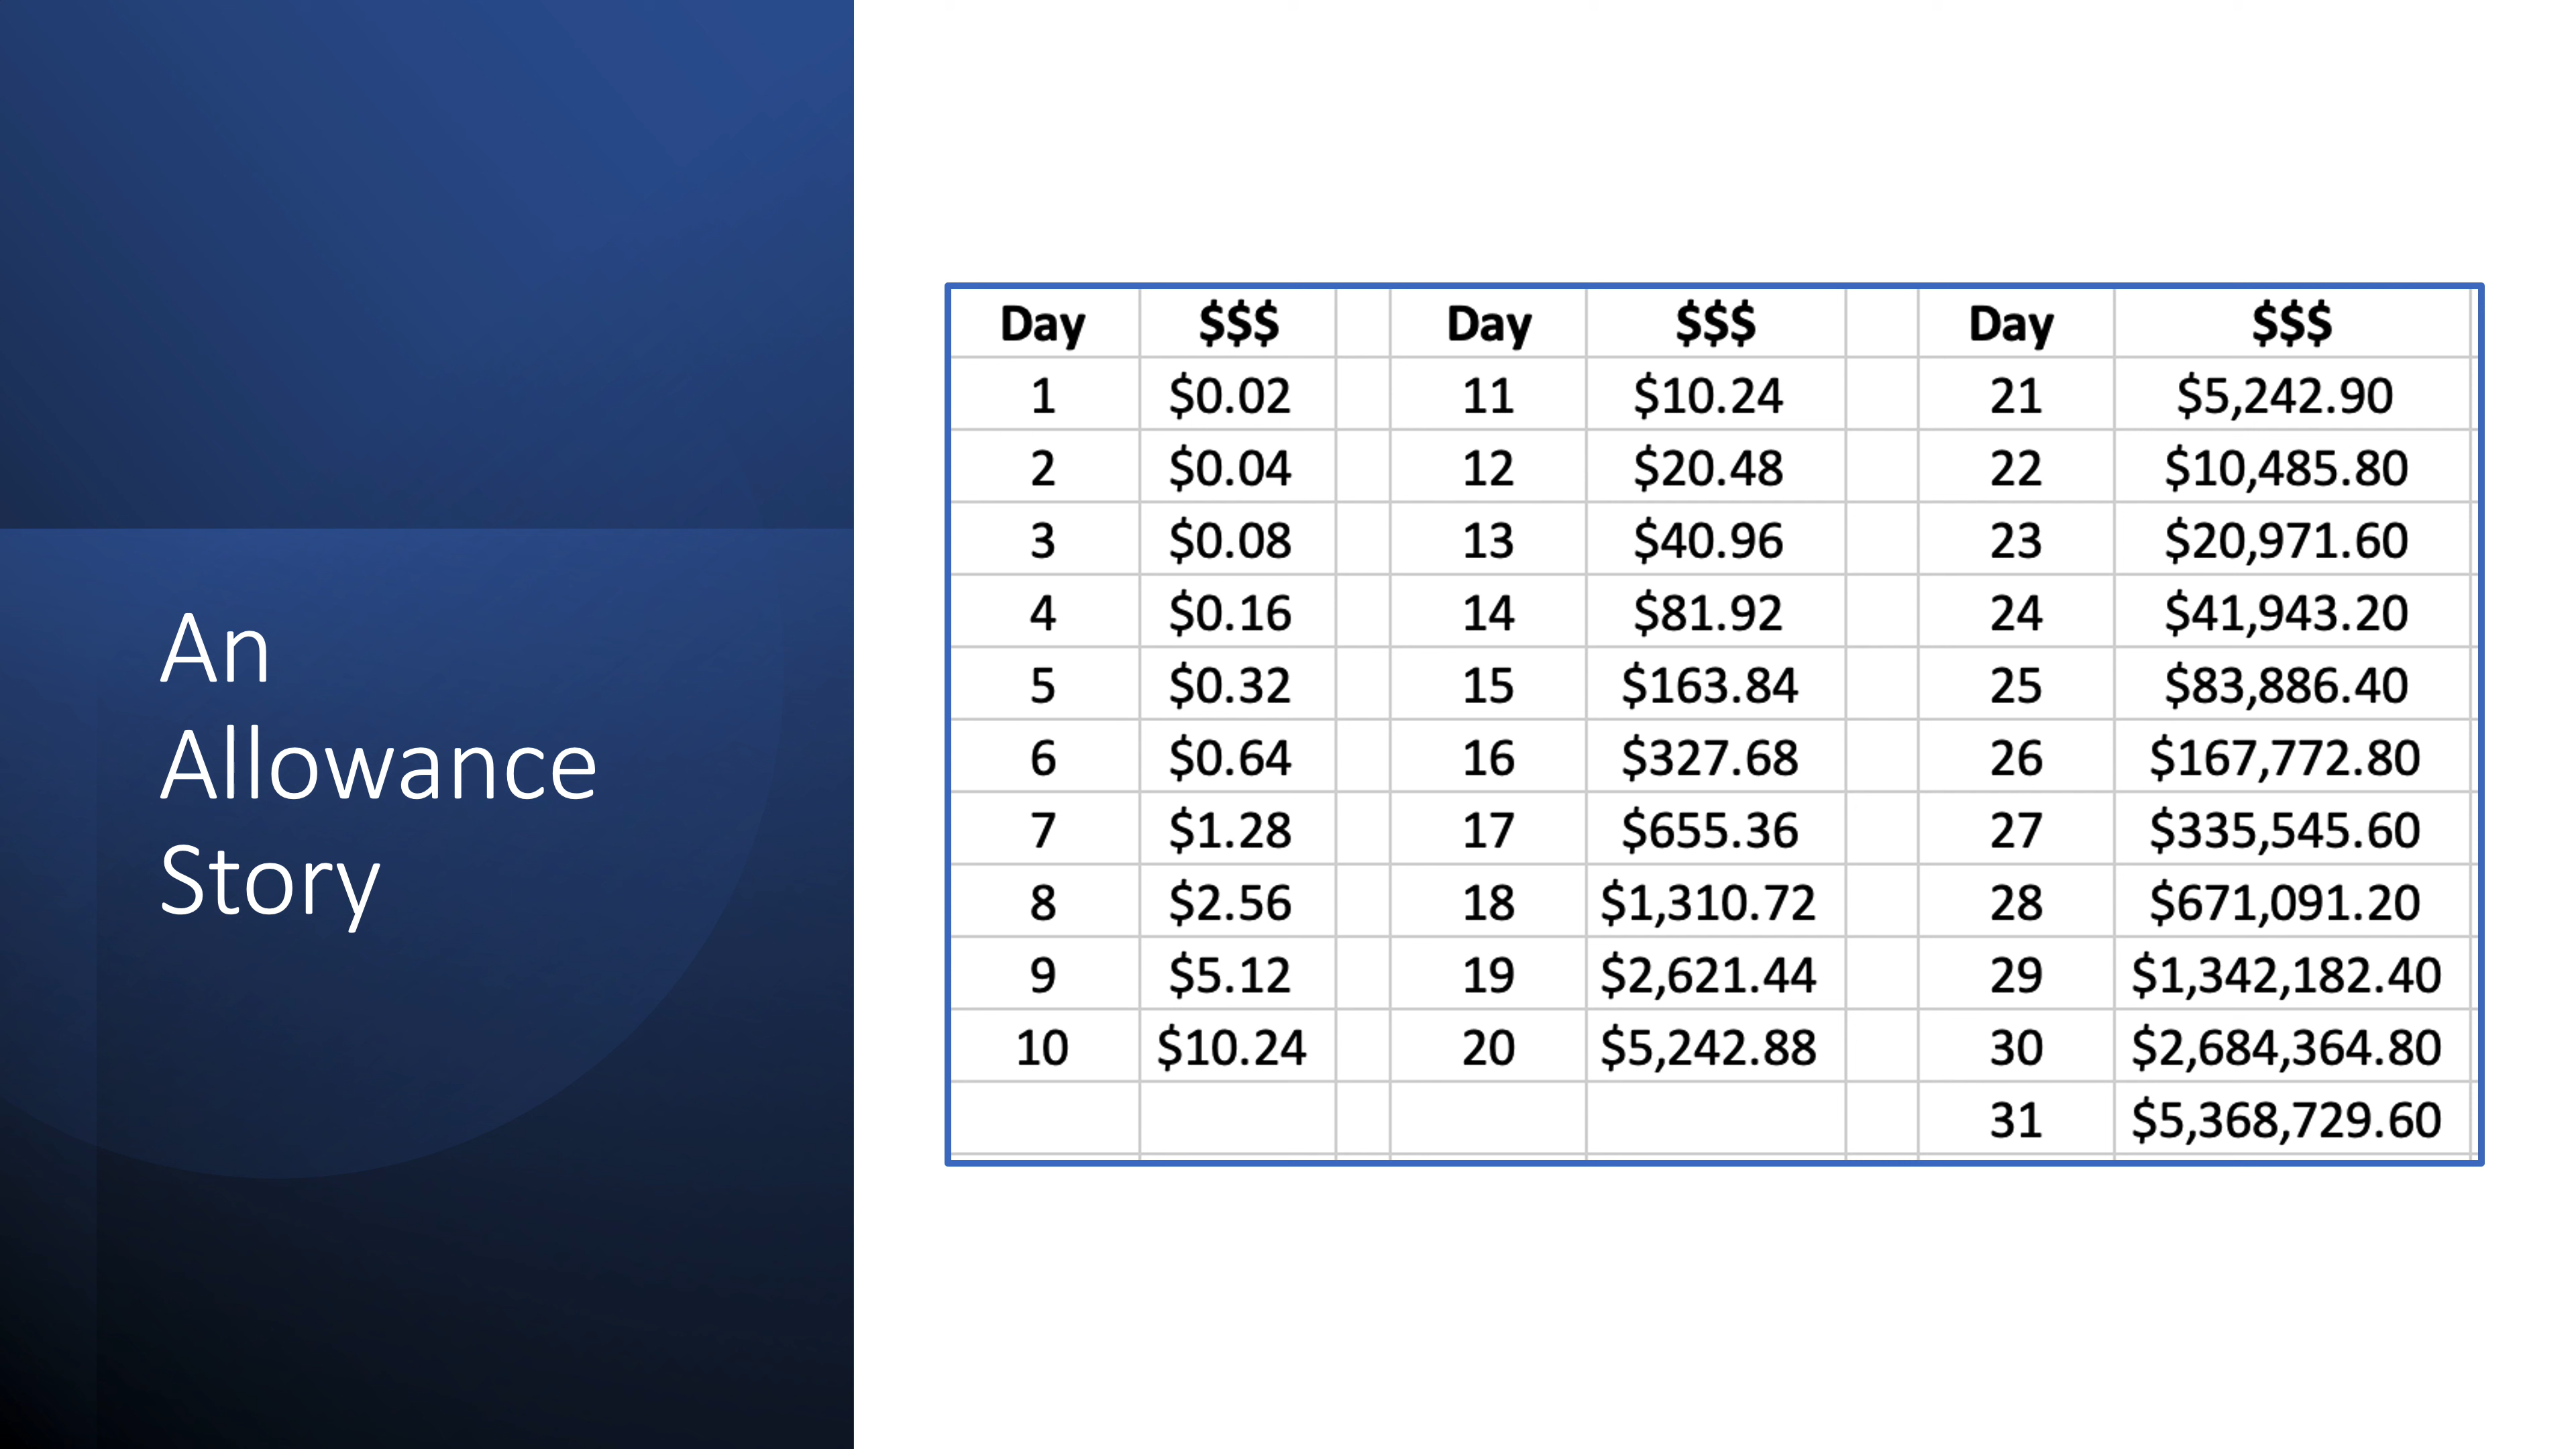 An
Allowance
Story
Day $$$ Day $$$ Day $$$
1 $0.02 11 $10.24 21 $5,242.90
2 $0.04 12 $20.48 22 $10,485.80
3 $0.08 13 $40.96 23 $20,971.60
4 $0.16 14 $81.92 24 $41,943.20
5 $0.32 15 $163.84 25 $83,886.40
6 $0.64 16 $327.68 26 $167,772.80
7 $1.28 17 $655.36 27 $335,545.60
8 $2.56 18 $1,310.72 28 $671,091.20
9 $5.12 19 $2,621.44 29 $1,342,182.40
10 $10.24 20 $5,242.88 30 $2,684,364.80
31 $5,368,729.60